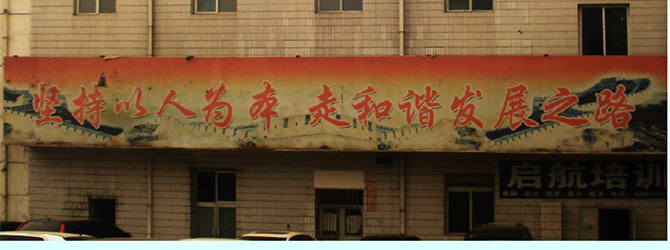 坚持以人为本 走和谐发展之路
启航培训